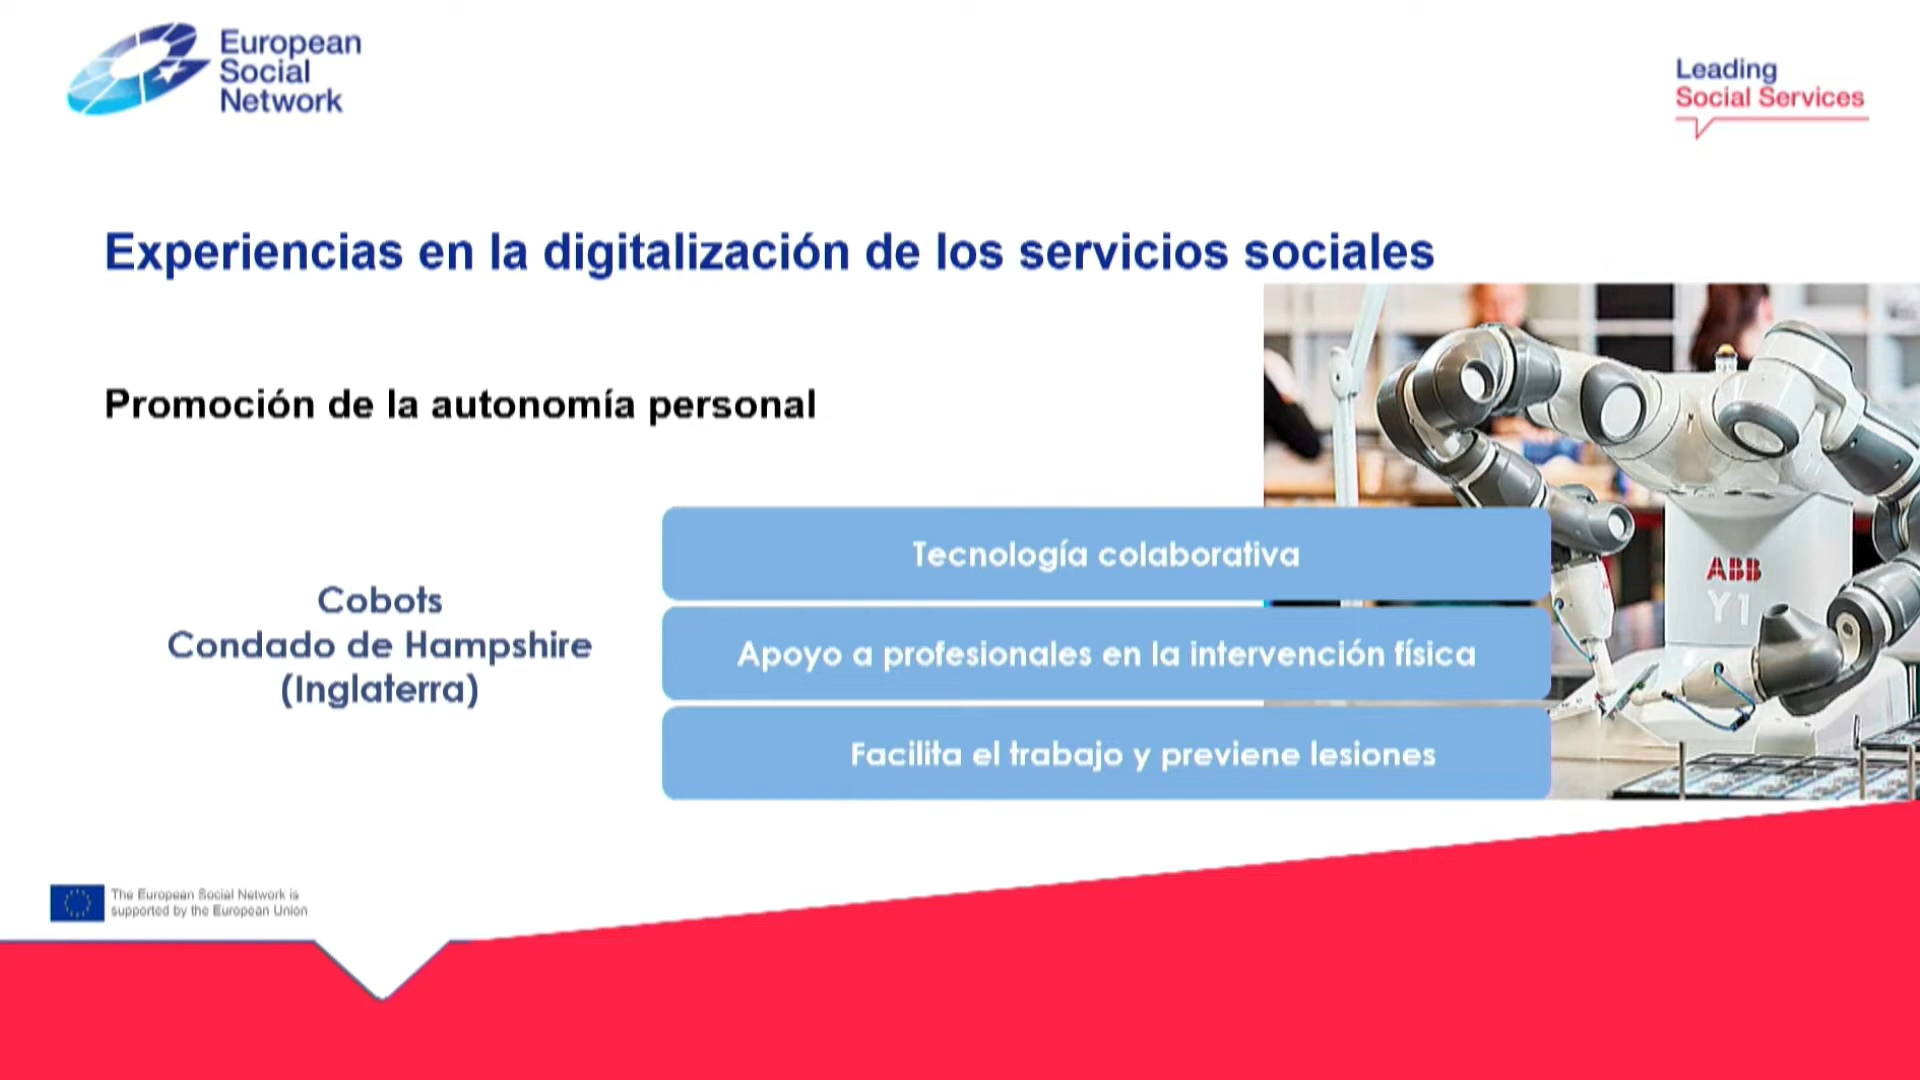 European
Social
Network
Leading
Social Services
Experiencias en la digitalización de los servicios sociales
Promoción de la autonomía personal
Cobots
Condado de Hampshire
(Inglaterra)
Tecnología colaborativa
Apoyo a profesionales en la intervención física
Facilita el trabajo y previene lesiones
ABB
Y1
The European Social Network is
supported by the European Union